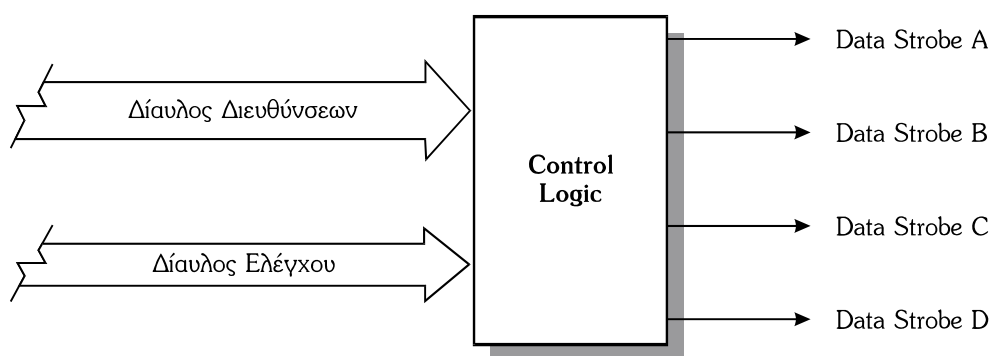 Data Strobe A
Δίαυλος Διευθύνσεων
Data Strobe B
Control
Logic
Data Strobe C
Δίαυλος Ελέγχου
Data Strobe D